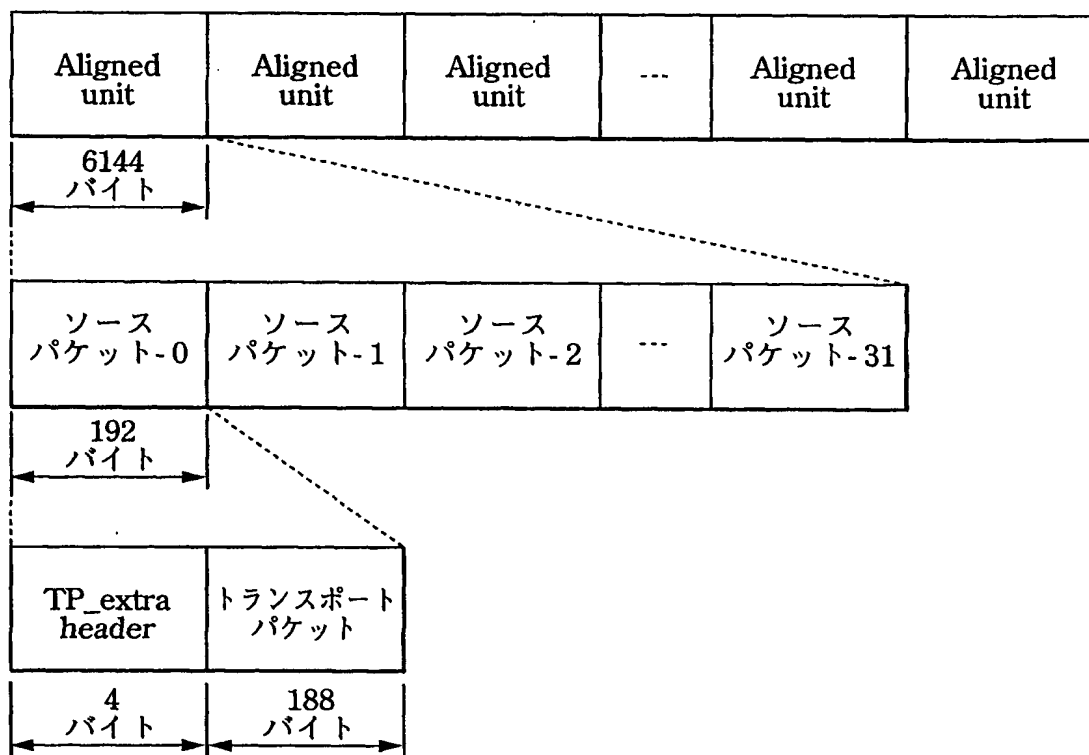 Aligned unit
Aligned unit
Aligned unit
---
Aligned unit
Aligned unit
6144
バイト
ソース
パケット-0
ソース
パケット-1
ソース
パケット-2
---
ソース
パケット-31
192
バイト
TP_extra
header
トランスポート
パケット
4
バイト
188
バイト